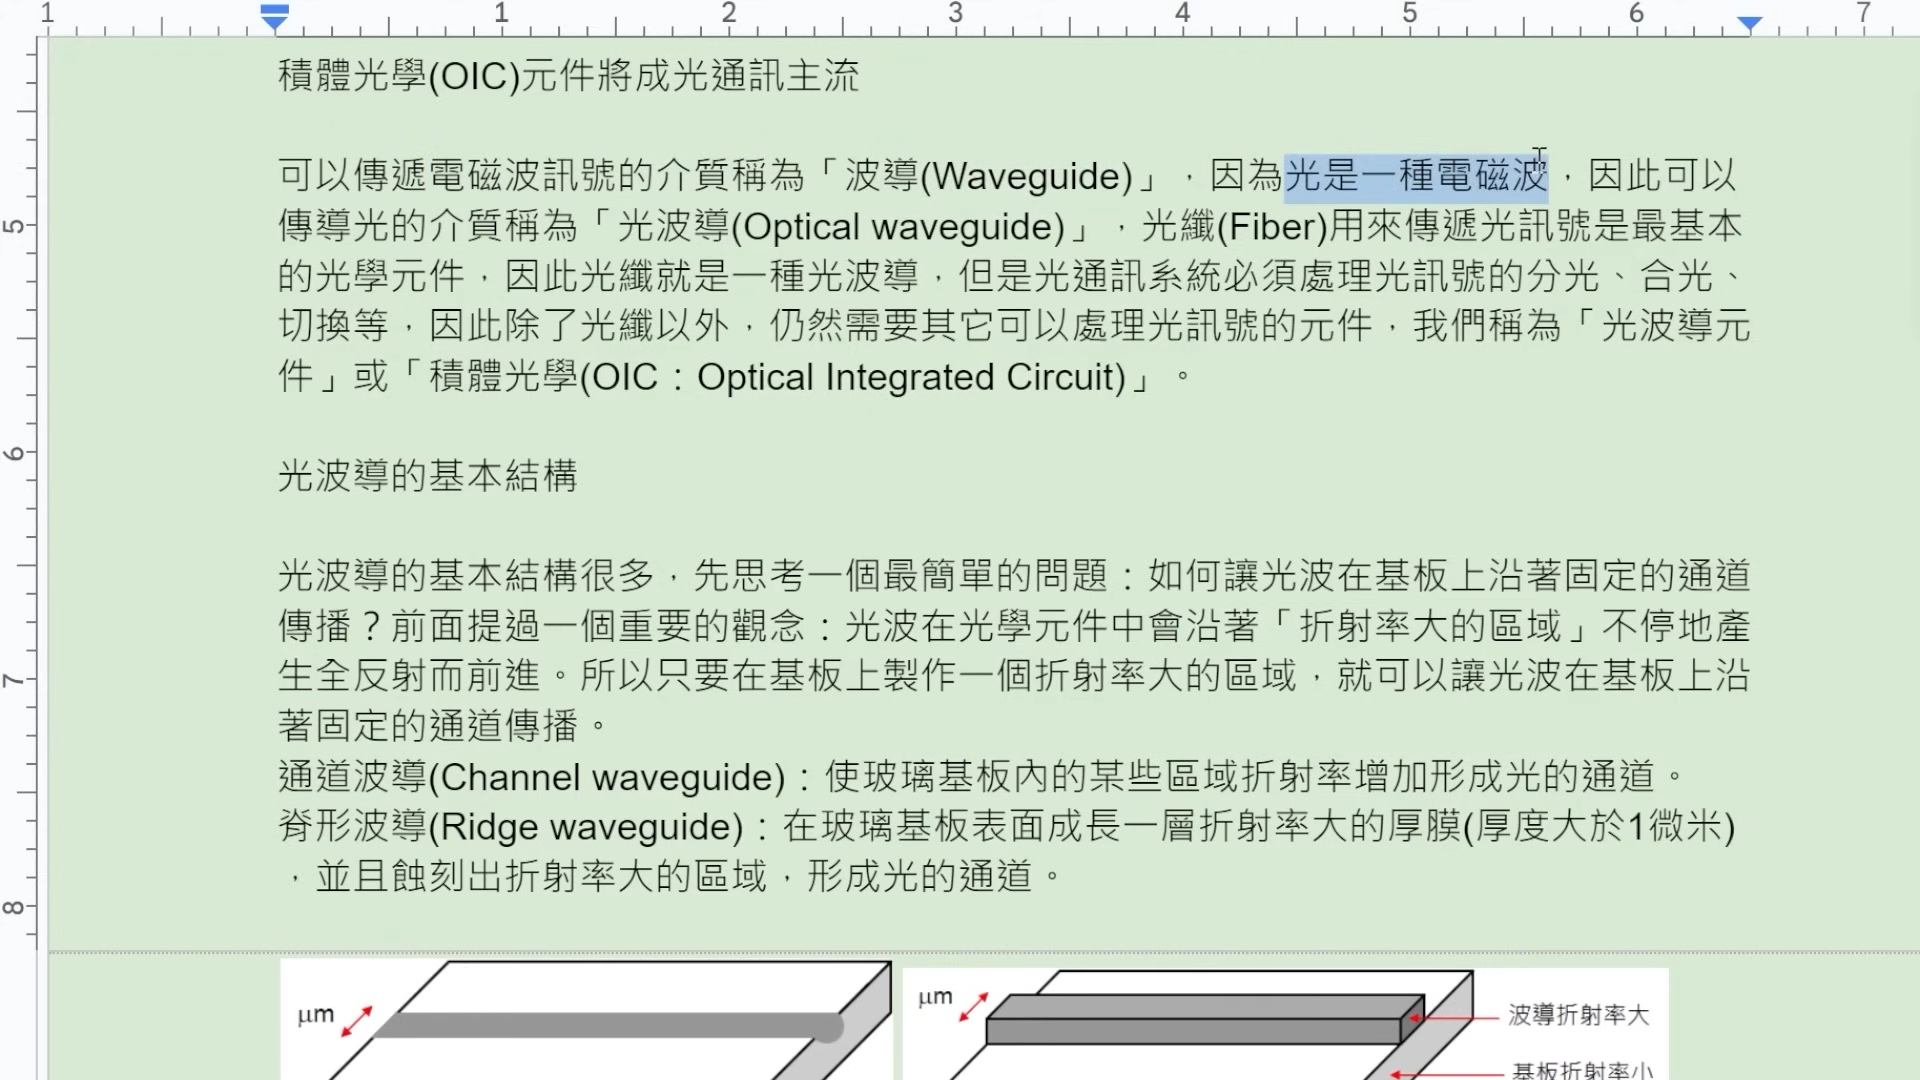 1 1 2 3 4 5 6 7
積體光學(OIC)元件將成光通訊主流
可以傳遞電磁波訊號的介質稱為「波導(Waveguide)」，因為光是一種電磁波，因此可以
5
傳導光的介質稱為「光波導(Optical waveguide)」，光纖(Fiber)用來傳遞光訊號是最基本
的光學元件，因此光纖就是一種光波導，但是光通訊系統必須處理光訊號的分光、合光、
切換等，因此除了光纖以外，仍然需要其它可以處理光訊號的元件，我們稱為「光波導元
件」或「積體光學(OIC：Optical Integrated Circuit)」。
6
光波導的基本結構
光波導的基本結構很多，先思考一個最簡單的問題：如何讓光波在基板上沿著固定的通道
傳播？前面提過一個重要的觀念：光波在光學元件中會沿著「折射率大的區域」不停地產
7
生全反射而前進。所以只要在基板上製作一個折射率大的區域，就可以讓光波在基板上沿
著固定的通道傳播。
通道波導(Channel waveguide)：使玻璃基板內的某些區域折射率增加形成光的通道。
脊形波導(Ridge waveguide)：在玻璃基板表面成長一層折射率大的厚膜(厚度大於1微米)
，並且蝕刻出折射率大的區域，形成光的通道。
8
μm
μm
波導折射率大
基板折射率小